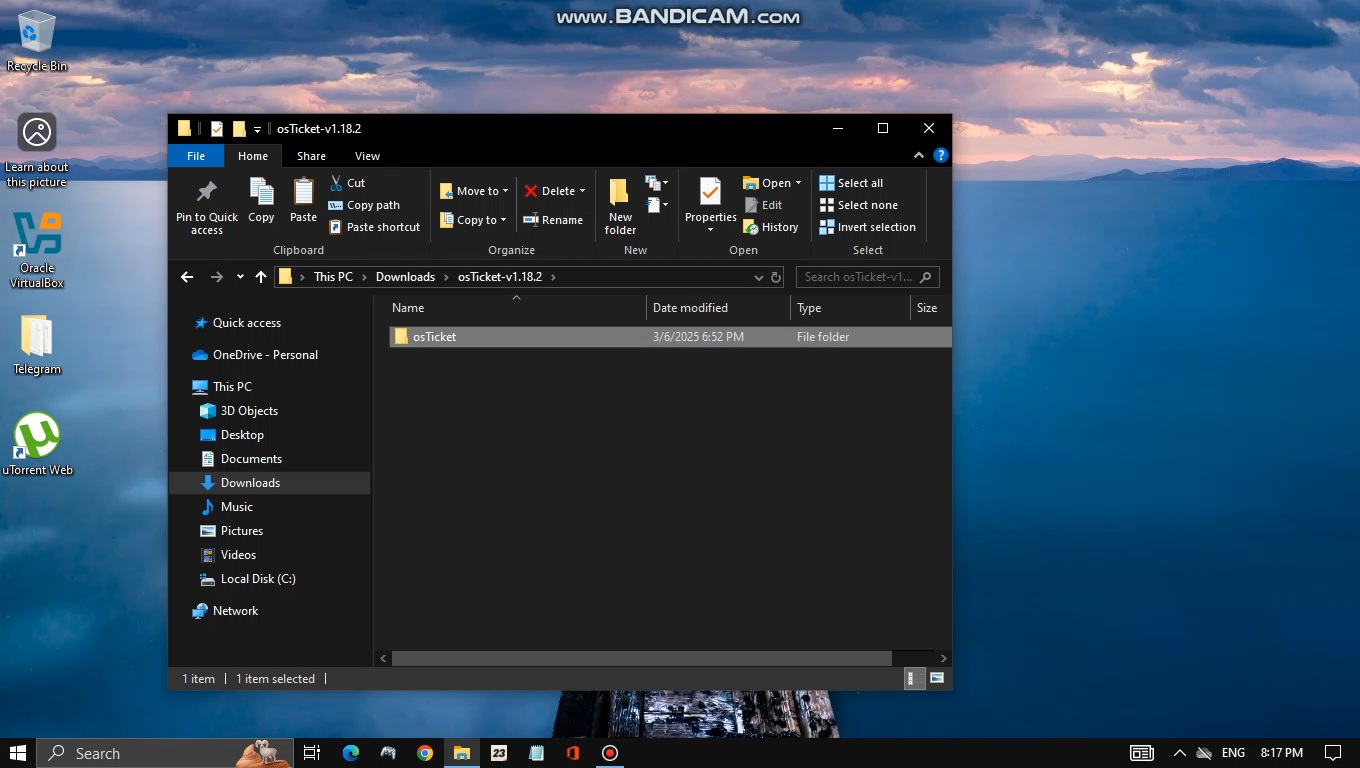 www.BANDICAM.com
Recycle Bin
Learn about
this picture
Oracle
VirtualBox
Telegram
uTorrent Web
osTicket-v1.18.2
File
Home
Share
View
Pin to Quick
access
Copy
Paste
Cut
Copy path
Paste shortcut
Clipboard
Move to
Copy to
Delete
Rename
Organize
New
folder
New
Properties
Open
Edit
History
Open
Select all
Select none
Invert selection
Select
This PC
Downloads
osTicket-v1.18.2
Search osTicket-v1...
Name
Date modified
Type
Size
osTicket
3/6/2025 6:52 PM
File folder
Quick access
OneDrive - Personal
This PC
3D Objects
Desktop
Documents
Downloads
Music
Pictures
Videos
Local Disk (C:)
Network
1 item
1 item selected
Search
23
ENG
8:17 PM